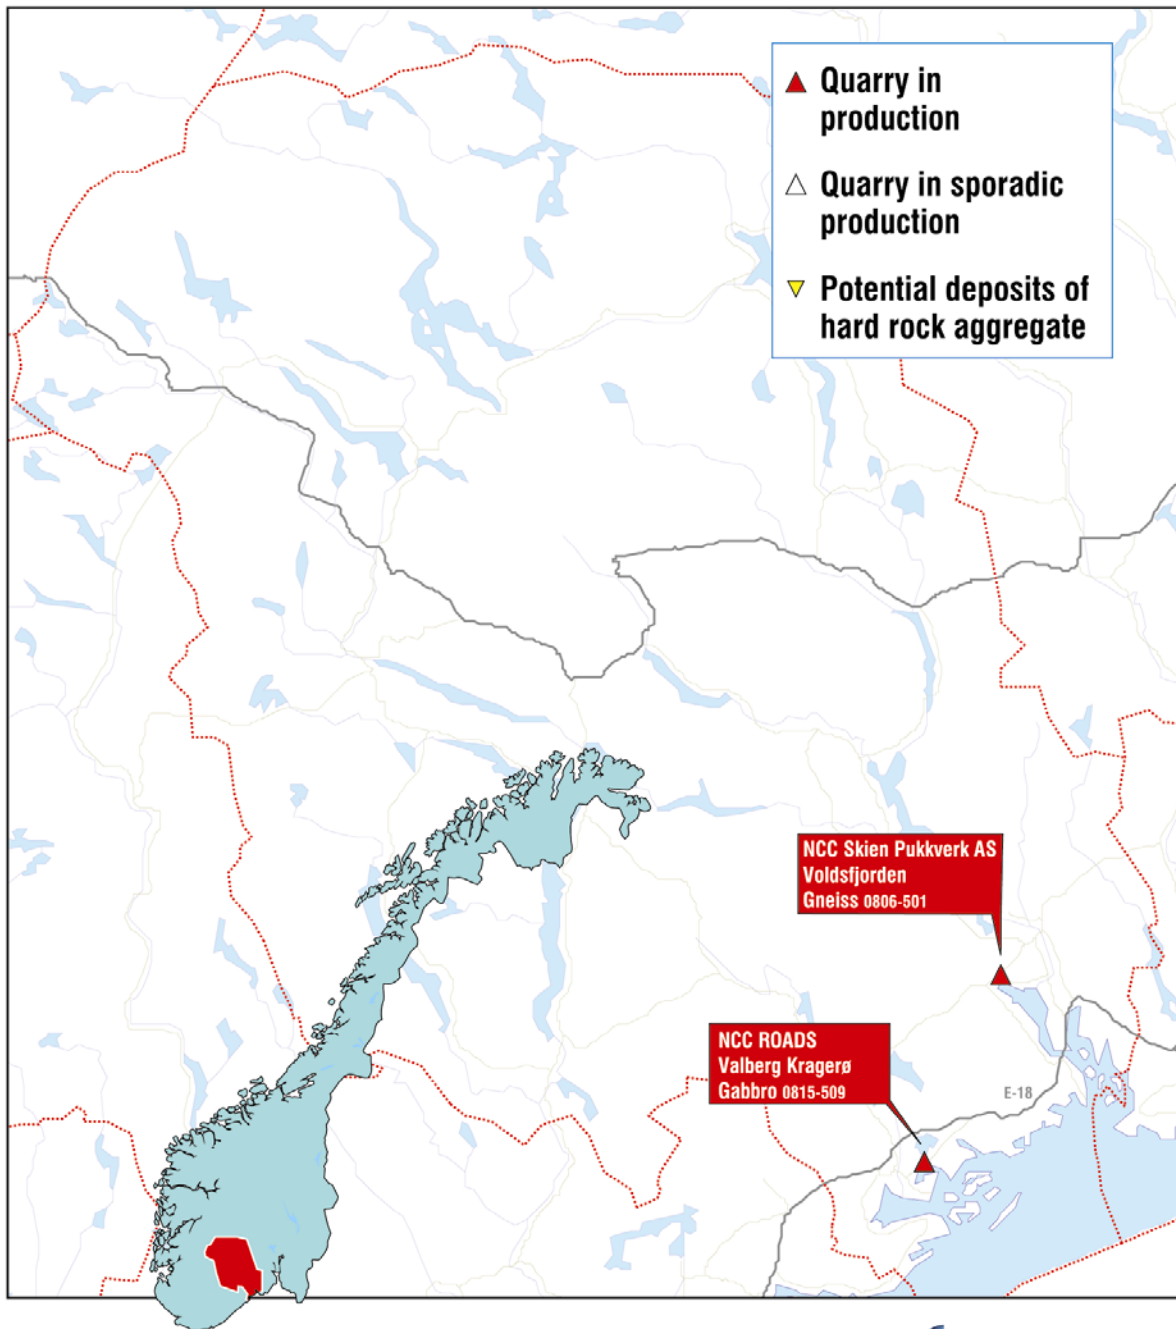 Quarry in
production
Quarry in sporadic
production
Potential deposits of
hard rock aggregate
NCC Skien Pukkverk AS
Voldsfjorden
Gneiss 0806-501
NCC ROADS
Valberg Kragerø
Gabbro 0815-509
E-18